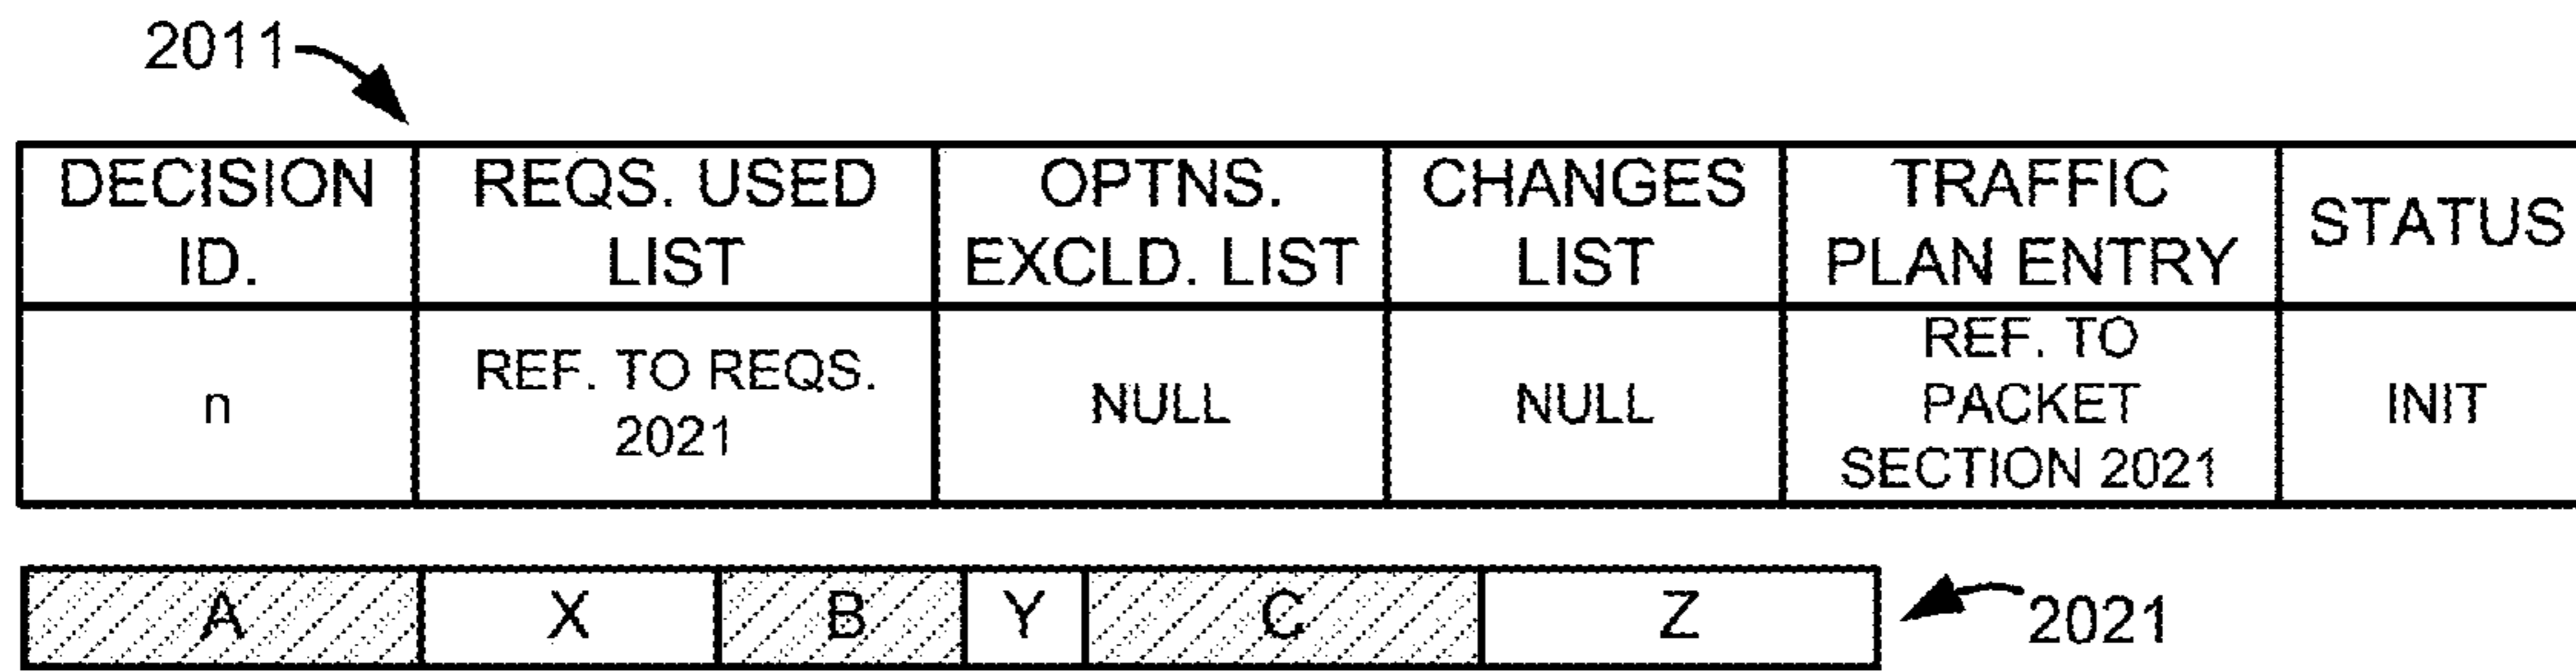 2011
DECISION ID.
REQS. USED LIST
OPTNS. EXCLD. LIST
CHANGES LIST
TRAFFIC PLAN ENTRY
STATUS
n
REF. TO REQS. 2021
NULL
NULL
REF. TO PACKET SECTION 2021
INIT
A X B Y C Z
2021